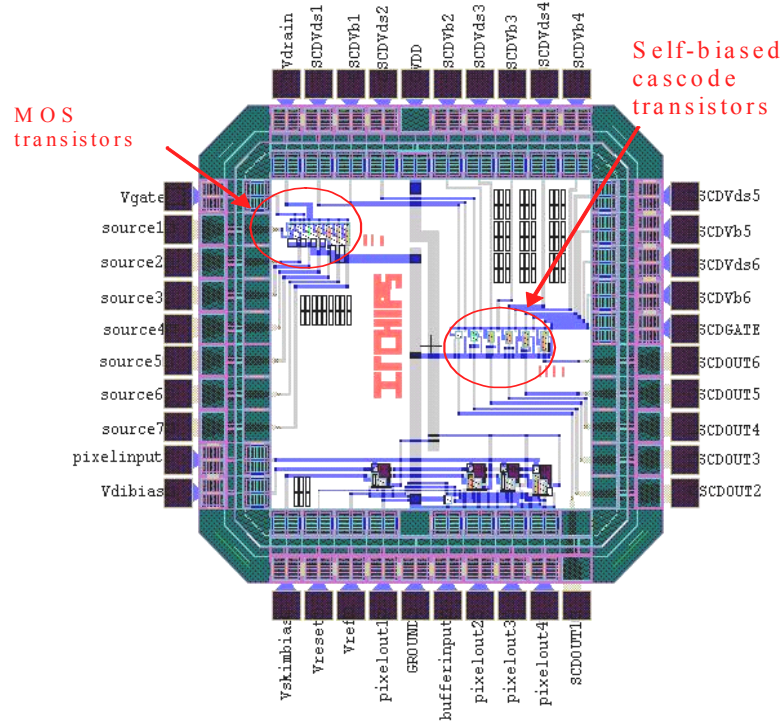 Vdrain
SCDVds1
SCDVb1
SCDVds2
VDD
SCDVb2
SCDVds3
SCDVb3
SCDVds4
SCDVb4
Self-biased
cascode
transistors
MOS
transistors
Vgate
source1
source2
source3
source4
source5
source6
source7
pixelinput
Vdibias
SCDVds5
SCDVb5
SCDVds6
SCDVb6
SCDGATE
SCDOUT6
SCDOUT5
SCDOUT4
SCDOUT3
SCDOUT2
IRCHIPS
Vskimbias
Vreset
Vref
pixelout1
GROUND
bufferinput
pixelout2
pixelout3
pixelout4
SCDOUT1